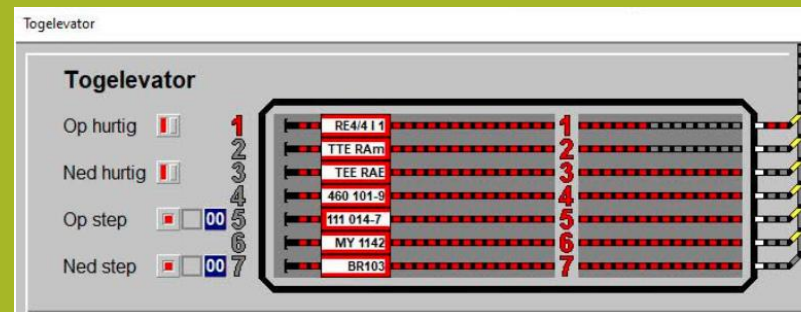 Togelevator
Togelevator
Op hurtig 1 RE4/4 I 1 1
2 TTE RAm 2
Ned hurtig 3 TEE RAE 3
4 460 101-9 4
Op step 00 5 111 014-7 5
6 MY 1142 6
Ned step 00 7 BR103 7